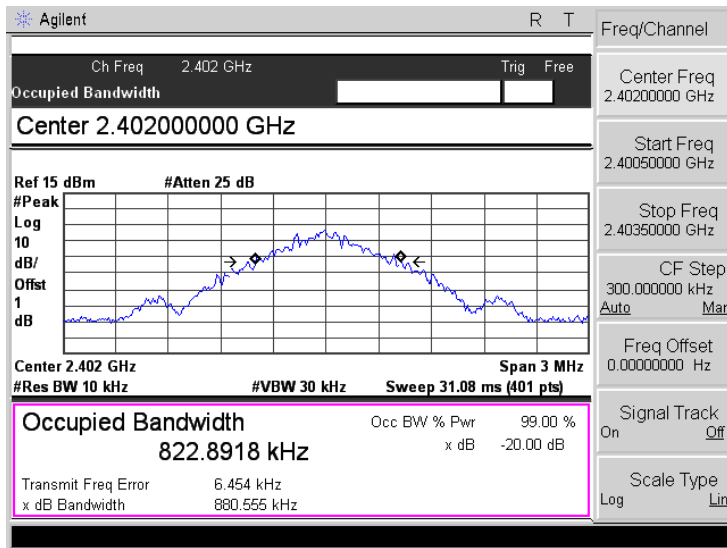 Agilent R T
Ch Freq 2.402 GHz Trig Free
Occupied Bandwidth
Center 2.402000000 GHz
Ref 15 dBm #Atten 25 dB
#Peak
Log
10
dB/
Offst
1
dB
Center 2.402 GHz Span 3 MHz
#Res BW 10 kHz #VBW 30 kHz Sweep 31.08 ms (401 pts)
Occupied Bandwidth
822.8918 kHz
Occ BW % Pwr 99.00 %
x dB -20.00 dB
Transmit Freq Error 6.454 kHz
x dB Bandwidth 880.555 kHz
Freq/Channel
Center Freq
2.40200000 GHz
Start Freq
2.40050000 GHz
Stop Freq
2.40350000 GHz
CF Step
300.000000 kHz
Auto Man
Freq Offset
0.00000000 Hz
Signal Track
On Off
Scale Type
Log Lin